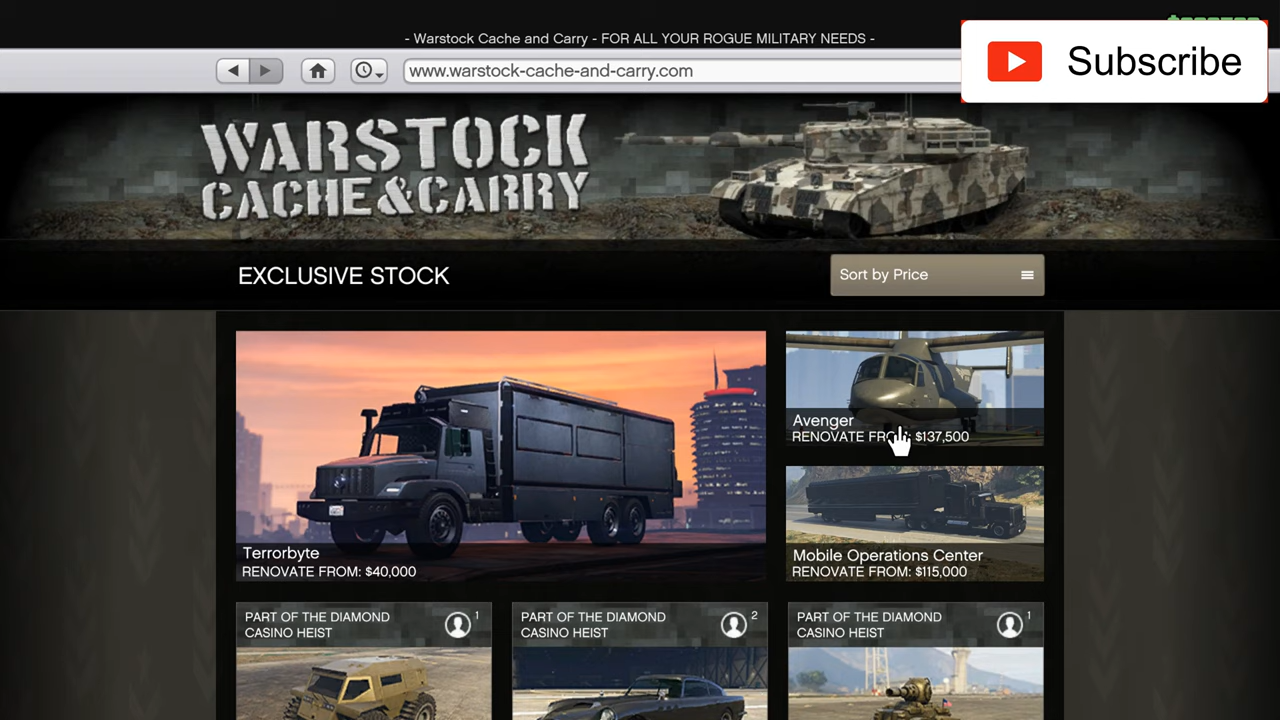 - Warstock Cache and Carry - FOR ALL YOUR ROGUE MILITARY NEEDS -
www.warstock-cache-and-carry.com
Subscribe
WARSTOCK
CACHE&CARRY
EXCLUSIVE STOCK
Sort by Price
Avenger
RENOVATE FROM: $137,500
Terrorbyte
RENOVATE FROM: $40,000
Mobile Operations Center
RENOVATE FROM: $115,000
PART OF THE DIAMOND
CASINO HEIST
1
PART OF THE DIAMOND
CASINO HEIST
2
PART OF THE DIAMOND
CASINO HEIST
1